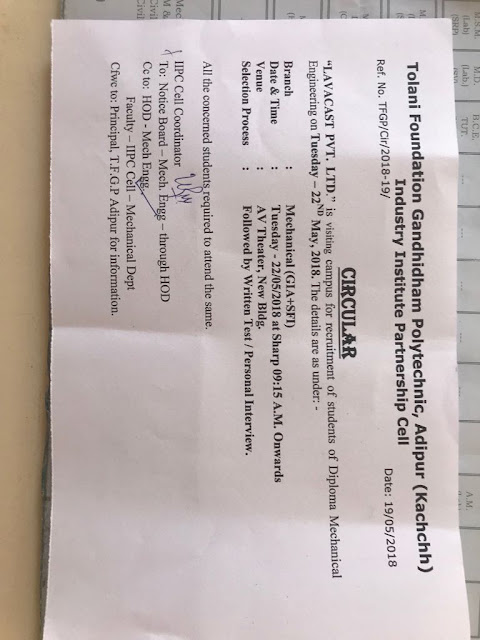 Tolani Foundation Gandhidham Polytechnic, Adipur (Kachchh)
Industry Institute Partnership Cell
Ref. No. TFGP/Cir/2018-19/ Date: 19/05/2018
CIRCULAR
"LAVACAST PVT. LTD." is visiting campus for recruitment of students of Diploma Mechanical
Engineering on Tuesday – 22ND May, 2018. The details are as under: -
Branch : Mechanical (GIA+SFI)
Date & Time : Tuesday - 22/05/2018 at Sharp 09:15 A.M. Onwards
Venue : AV Theater, New Bldg.
Selection Process : Followed by Written Test / Personal Interview.
All the concerned students required to attend the same.
IIPC Cell Coordinator
To: Notice Board – Mech. Engg – through HOD
Cc to: HOD - Mech Engg
Faculty – IIPC Cell – Mechanical Dept
Cfwc to: Principal, T.F.G.P Adipur for information.
(Lab)
(Lab)
M.D.
B.C.E.
TUT.
A.M.